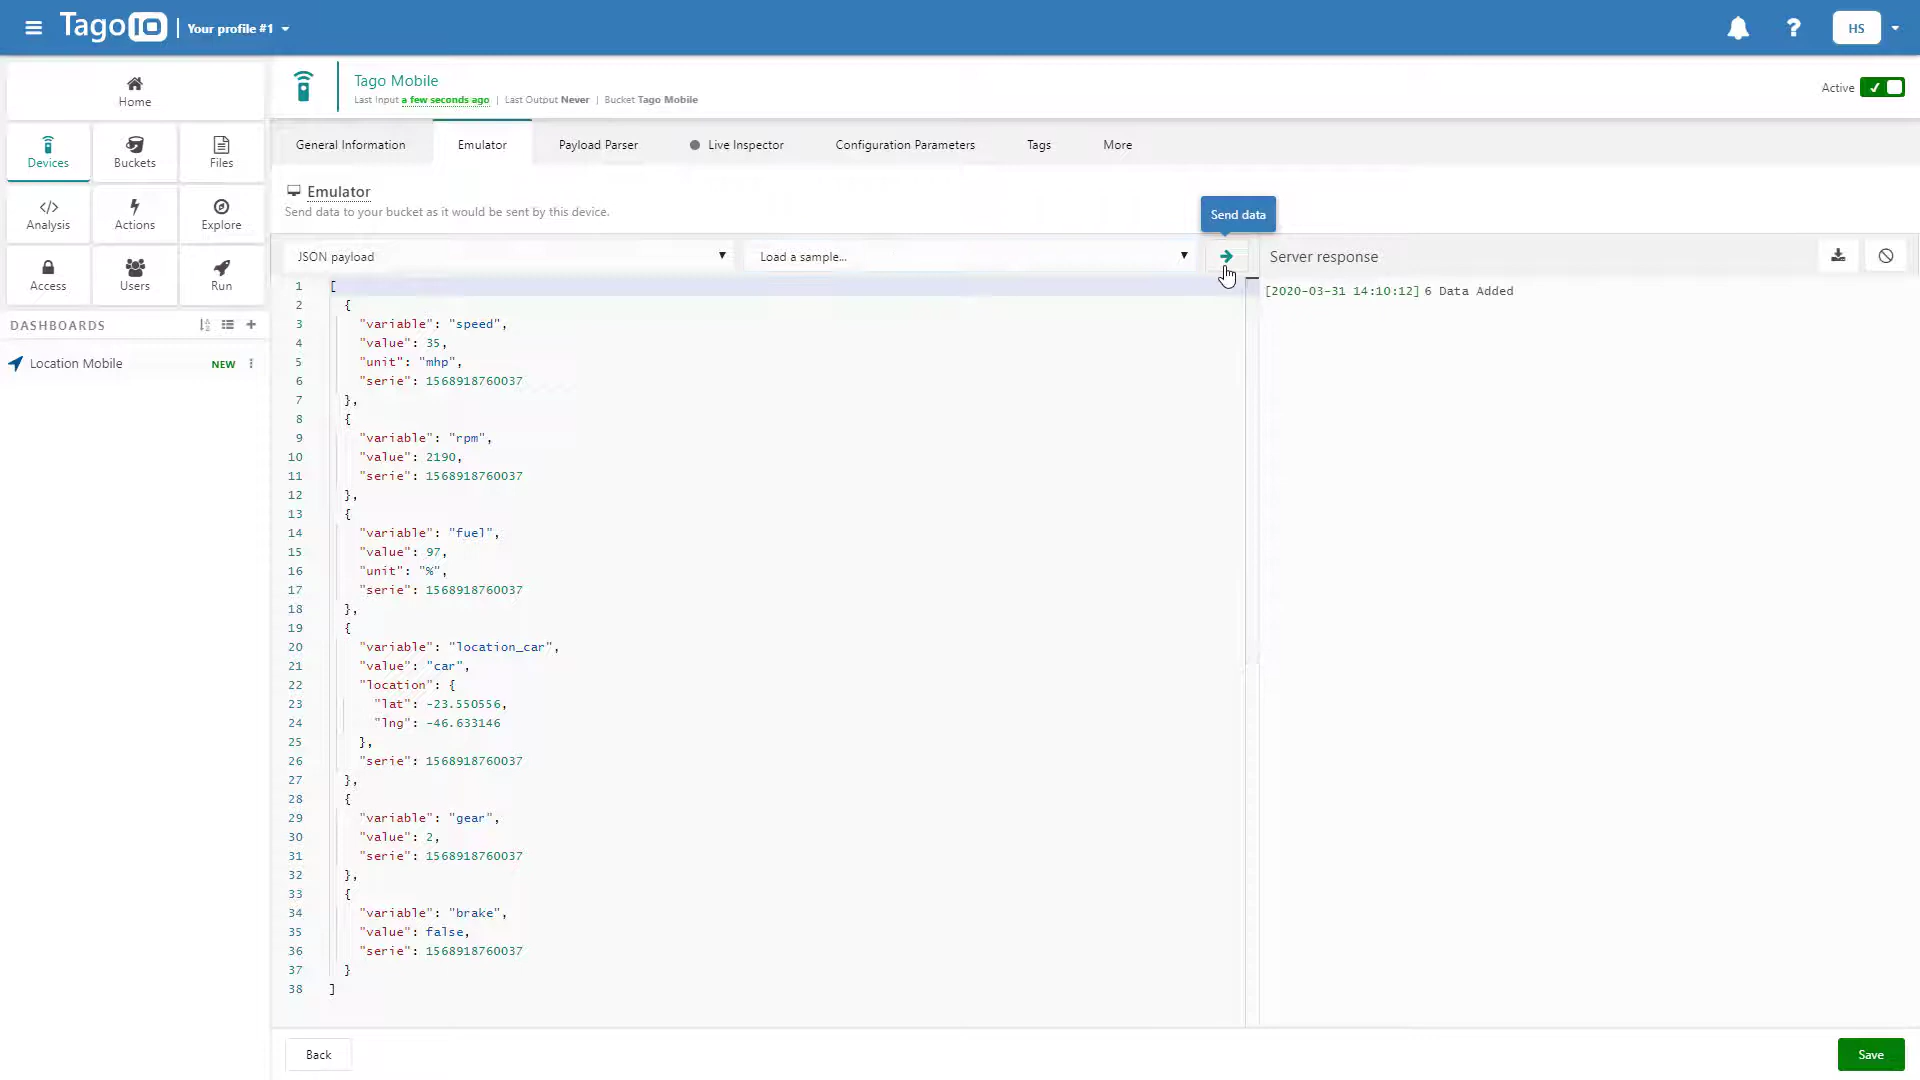 Tago IO
Your profile #1
HS
Home
Devices
Buckets
Files
Analysis
Actions
Explore
Access
Users
Run
DASHBOARDS
Location Mobile
NEW
Tago Mobile
Last Input a few seconds ago | Last Output Never | Bucket Tago Mobile
Active
General Information
Emulator
Payload Parser
Live Inspector
Configuration Parameters
Tags
More
Emulator
Send data to your bucket as it would be sent by this device.
Send data
JSON payload
Load a sample...
Server response
[2020-03-31 14:10:12] 6 Data Added
1 [
2 {
3 "variable": "speed",
4 "value": 35,
5 "unit": "mhp",
6 "serie": 1568918760037
7 },
8 {
9 "variable": "rpm",
10 "value": 2190,
11 "serie": 1568918760037
12 },
13 {
14 "variable": "fuel",
15 "value": 97,
16 "unit": "%",
17 "serie": 1568918760037
18 },
19 {
20 "variable": "location_car",
21 "value": "car",
22 "location": {
23 "lat": -23.550556,
24 "lng": -46.633146
25 },
26 "serie": 1568918760037
27 },
28 {
29 "variable": "gear",
30 "value": 2,
31 "serie": 1568918760037
32 },
33 {
34 "variable": "brake",
35 "value": false,
36 "serie": 1568918760037
37 }
38 ]
Back
Save